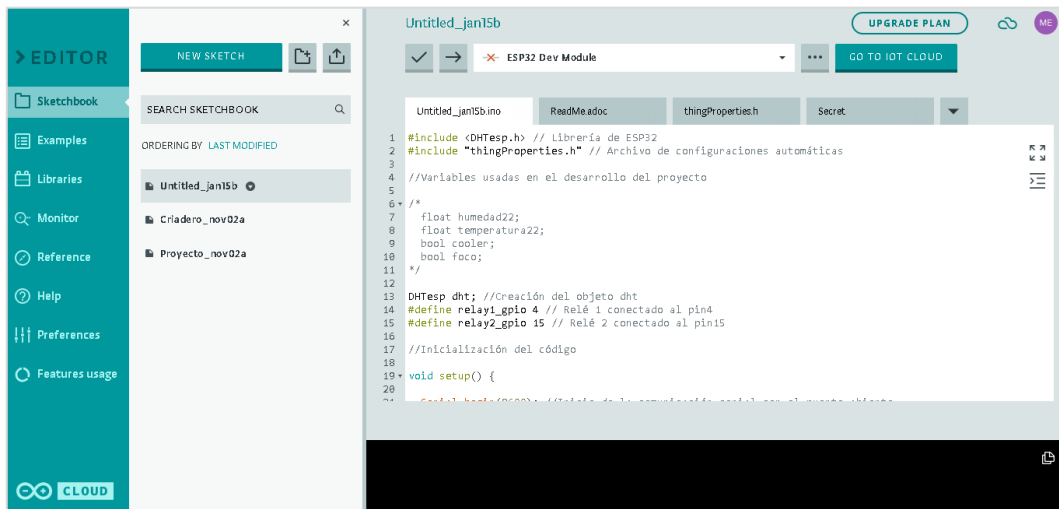 >EDITOR
Sketchbook
Examples
Libraries
Monitor
Reference
Help
Preferences
Features usage
CLOUD
×
NEW SKETCH
SEARCH SKETCHBOOK
ORDERING BY LAST MODIFIED
Untitled_jan15b
Criadero_nov02a
Proyecto_nov02a
Untitled_jan15b
UPGRADE PLAN
ME
ESP32 Dev Module
GO TO IOT CLOUD
Untitled_jan15b.ino ReadMe.adoc thingProperties.h Secret
1 #include <DHTesp.h> // Librería de ESP32
2 #include "thingProperties.h" // Archivo de configuraciones automáticas
3
4 //Variables usadas en el desarrollo del proyecto
5
6 /*
7 float humedad22;
8 float temperatura22;
9 bool cooler;
10 bool foco;
11 */
12
13 DHTesp dht; //Creación del objeto dht
14 #define relay1_gpio 4 // Relé 1 conectado al pin4
15 #define relay2_gpio 15 // Relé 2 conectado al pin15
16
17 //Inicialización del código
18
19 void setup() {
20